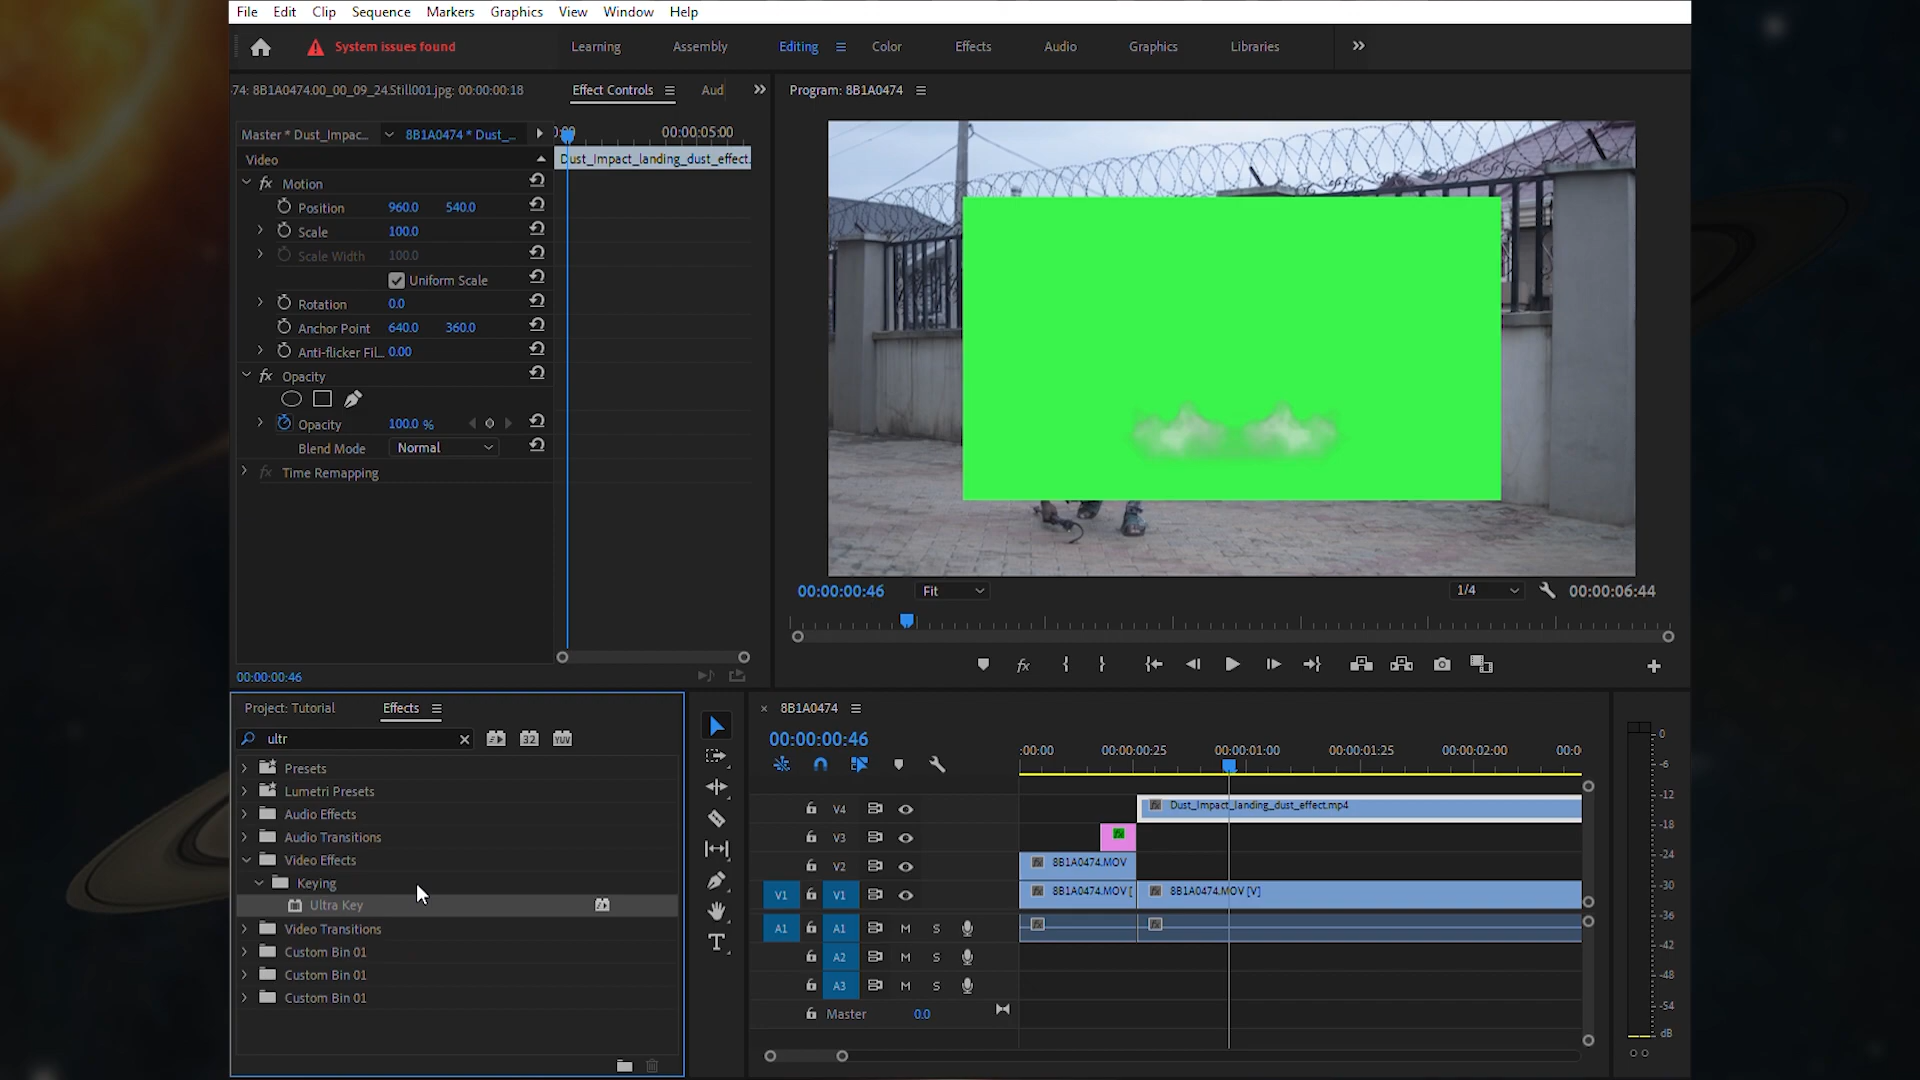 File Edit Clip Sequence Markers Graphics View Window Help
System issues found Learning Assembly Editing Color Effects Audio Graphics Libraries
74: 8B1A0474.00_00_09_24.Still001.jpg: 00:00:00:18 Effect Controls Aud
Program: 8B1A0474
Master * Dust_Impac... 8B1A0474 * Dust_... 00:00:05:00
Video Dust_Impact_landing_dust_effect.
fx Motion
Position 960.0 540.0
Scale 100.0
Scale Width 100.0
Uniform Scale
Rotation 0.0
Anchor Point 640.0 360.0
Anti-flicker Fil... 0.00
fx Opacity
Opacity 100.0 %
Blend Mode Normal
fx Time Remapping
00:00:00:46
00:00:00:46 Fit 1/4 00:00:06:44
fx
Project: Tutorial Effects
ultr 32 YUV
Presets
Lumetri Presets
Audio Effects
Audio Transitions
Video Effects
Keying
Ultra Key
Video Transitions
Custom Bin 01
Custom Bin 01
Custom Bin 01
8B1A0474
00:00:00:46
:00:00 00:00:00:25 00:00:01:00 00:00:01:25 00:00:02:00 00:0
V4 Dust_Impact_landing_dust_effect.mp4
V3
V2 8B1A0474.MOV
V1 V1 8B1A0474.MOV [ 8B1A0474.MOV [V]
A1 A1 M S
A2 M S
A3 M S
Master 0.0
0
-6
-12
-18
-24
-30
-36
-42
-48
-54
dB